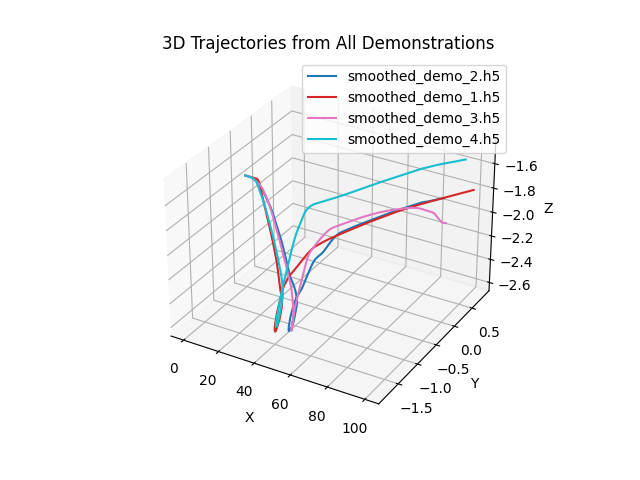 3D Trajectories from All Demonstrations
smoothed_demo_2.h5
smoothed_demo_1.h5
smoothed_demo_3.h5
smoothed_demo_4.h5
−1.6
−1.8
−2.0
−2.2
−2.4
−2.6
Z
0.5
0.0
−0.5
−1.0
−1.5
Y
0
20
40
60
80
100
X